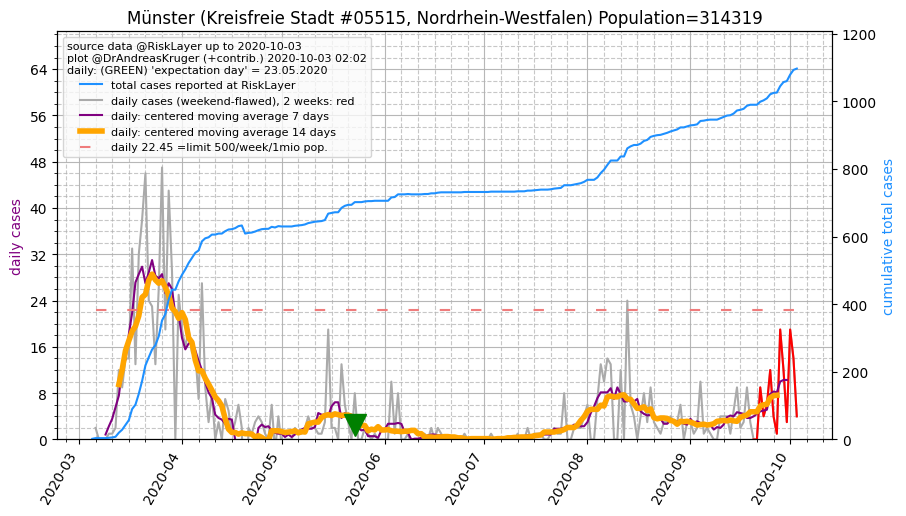 Münster (Kreisfreie Stadt #05515, Nordrhein-Westfalen) Population=314319
source data @RiskLayer up to 2020-10-03
plot @DrAndreasKruger (+contrib.) 2020-10-03 02:02
daily: (GREEN) 'expectation day' = 23.05.2020
total cases reported at RiskLayer
daily cases (weekend-flawed), 2 weeks: red
daily: centered moving average 7 days
daily: centered moving average 14 days
daily 22.45 =limit 500/week/1mio pop.
daily cases
64
56
48
40
32
24
16
8
0
cumulative total cases
1200
1000
800
600
400
200
0
2020-03
2020-04
2020-05
2020-06
2020-07
2020-08
2020-09
2020-10